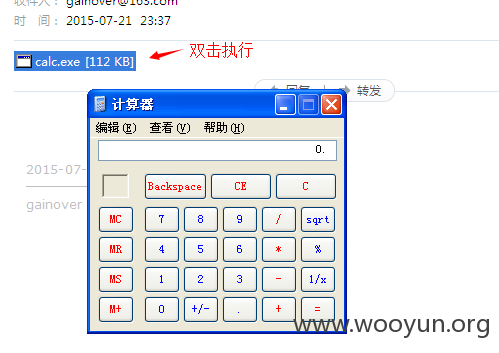 收件人： gainover@163.com
时 间： 2015-07-21 23:37
双击执行
calc.exe [112 KB]
回复 转发
计算器
编辑(E) 查看(V) 帮助(H)
0.
2015-07-
Backspace CE C
gainover
MC 7 8 9 / sqrt
MR 4 5 6 * %
MS 1 2 3 - 1/x
M+ 0 +/- . + =
www.wooyun.org